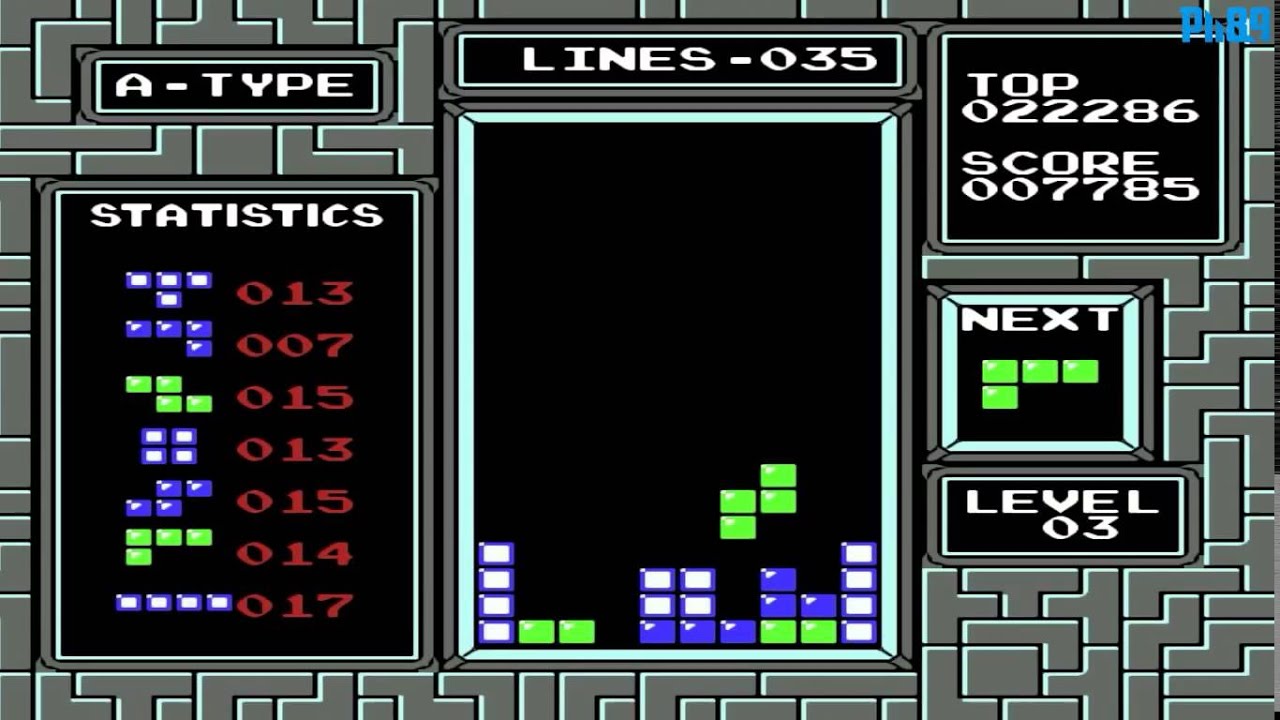 Ph89
LINES-035
A-TYPE
TOP
022286
SCORE
007785
STATISTICS
013
007
015
013
015
014
017
NEXT
LEVEL
03